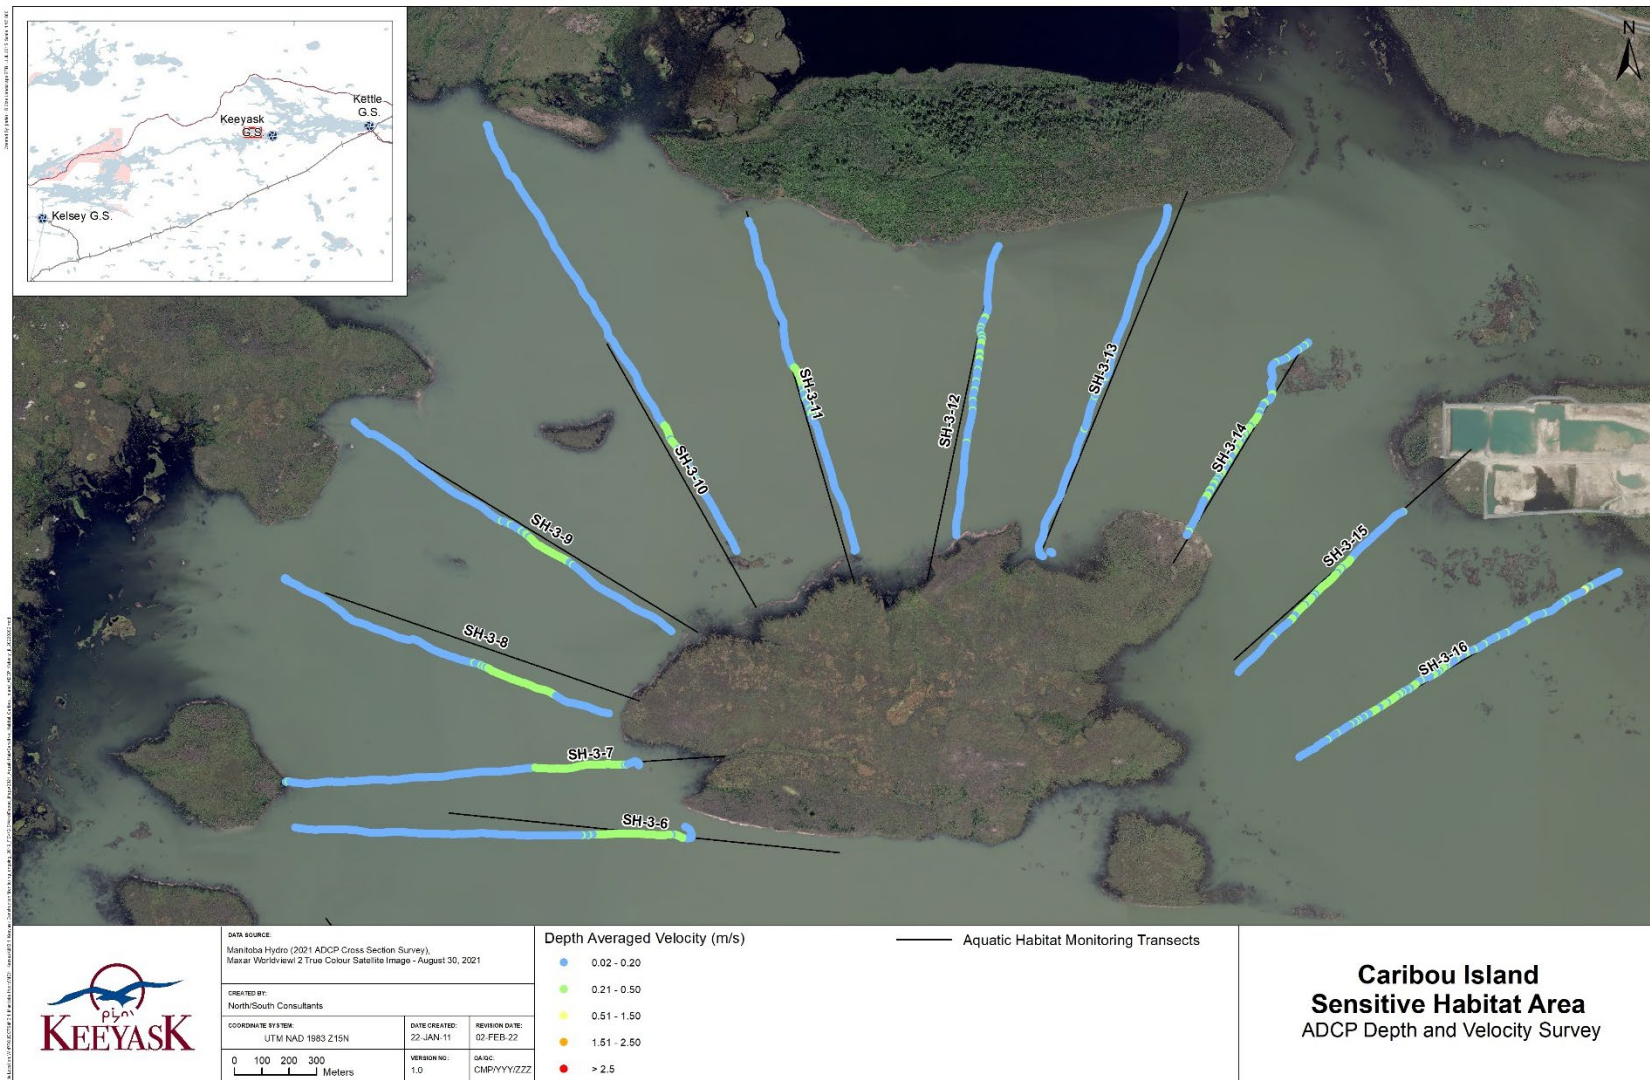 Kettle
G.S.
Keeyask
G.S.
Kelsey G.S.
N
SH-3-13
SH-3-11
SH-3-12
SH-3-14
SH-3-10
SH-3-9
SH-3-15
SH-3-8
SH-3-16
SH-3-7
SH-3-6
KEEYASK
DATA SOURCE:
Manitoba Hydro (2021 ADCP Cross Section Survey),
Maxar Worldview 2 True Colour Satellite Image - August 30, 2021
CREATED BY:
North/South Consultants
COORDINATE SYSTEM:
UTM NAD 1983 Z15N
DATE CREATED:
22-JAN-11
REVISION DATE:
02-FEB-22
0 100 200 300
Meters
VERSION NO:
1.0
QA/QC:
CMP/YYY/ZZZ
Depth Averaged Velocity (m/s)
0.02 - 0.20
0.21 - 0.50
0.51 - 1.50
1.51 - 2.50
> 2.5
Aquatic Habitat Monitoring Transects
Caribou Island
Sensitive Habitat Area
ADCP Depth and Velocity Survey